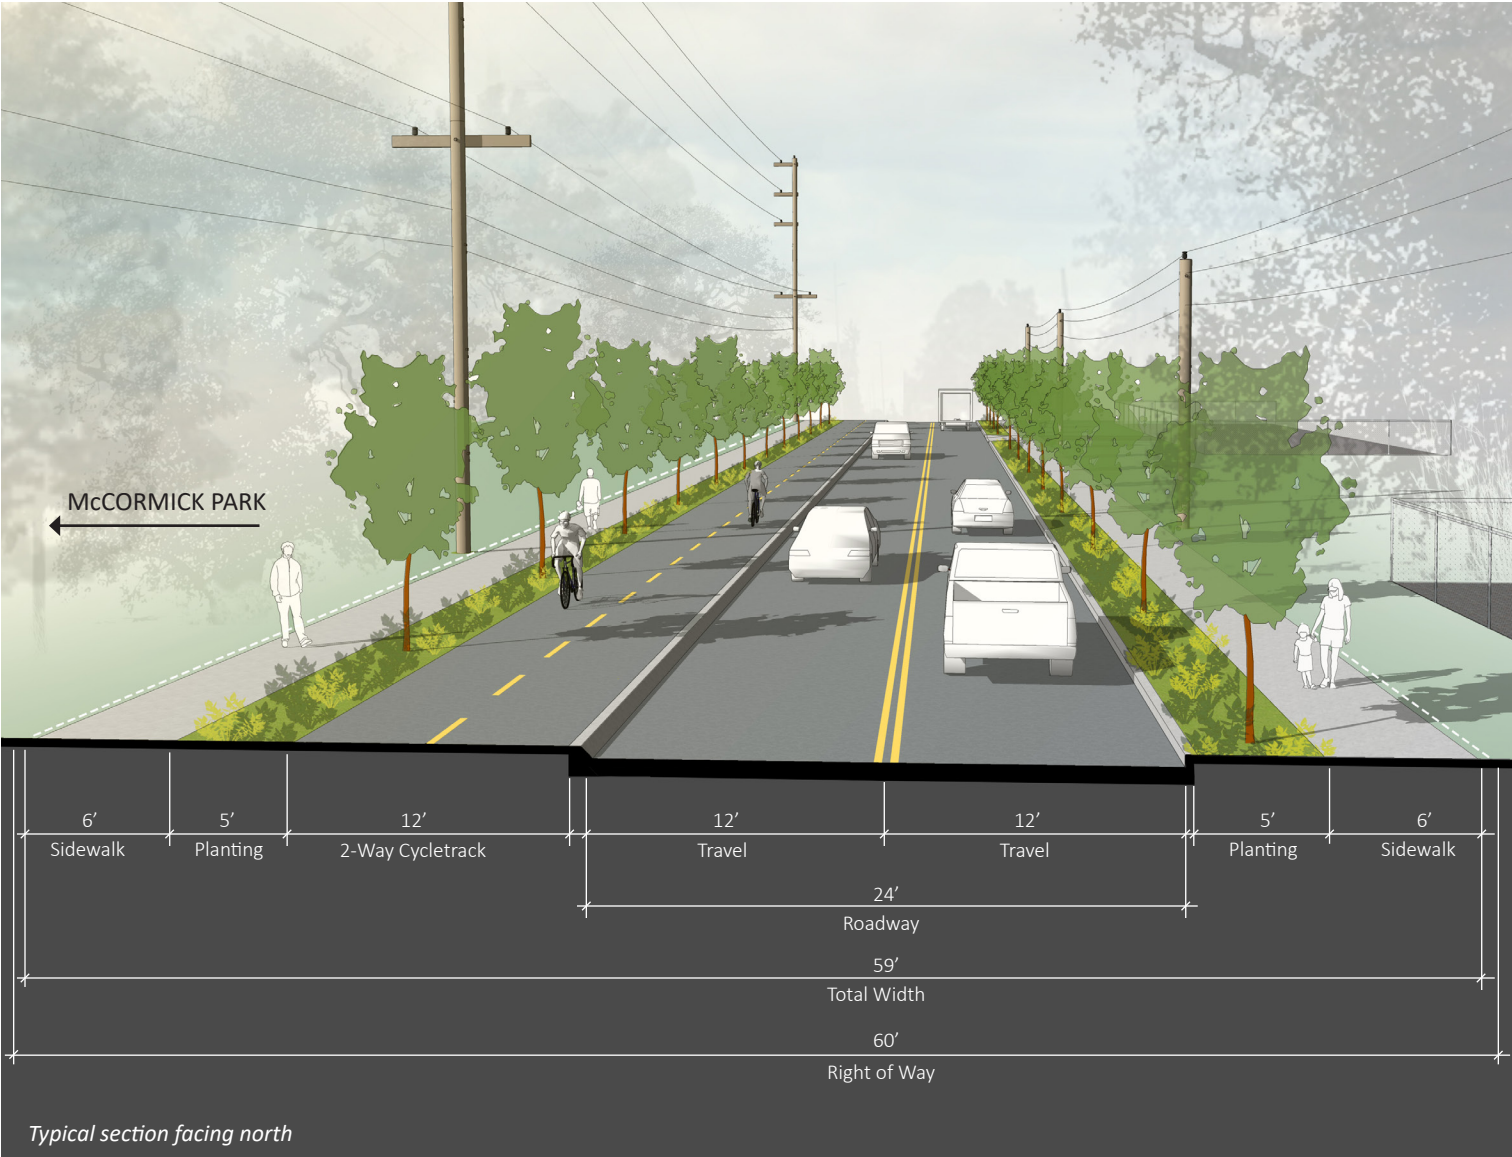 McCORMICK PARK
6’ 5’ 12’ 12’ 12’ 5’ 6’
Sidewalk Planting 2-Way Cycletrack Travel Travel Planting Sidewalk
24’
Roadway
59’
Total Width
60’
Right of Way
Typical section facing north